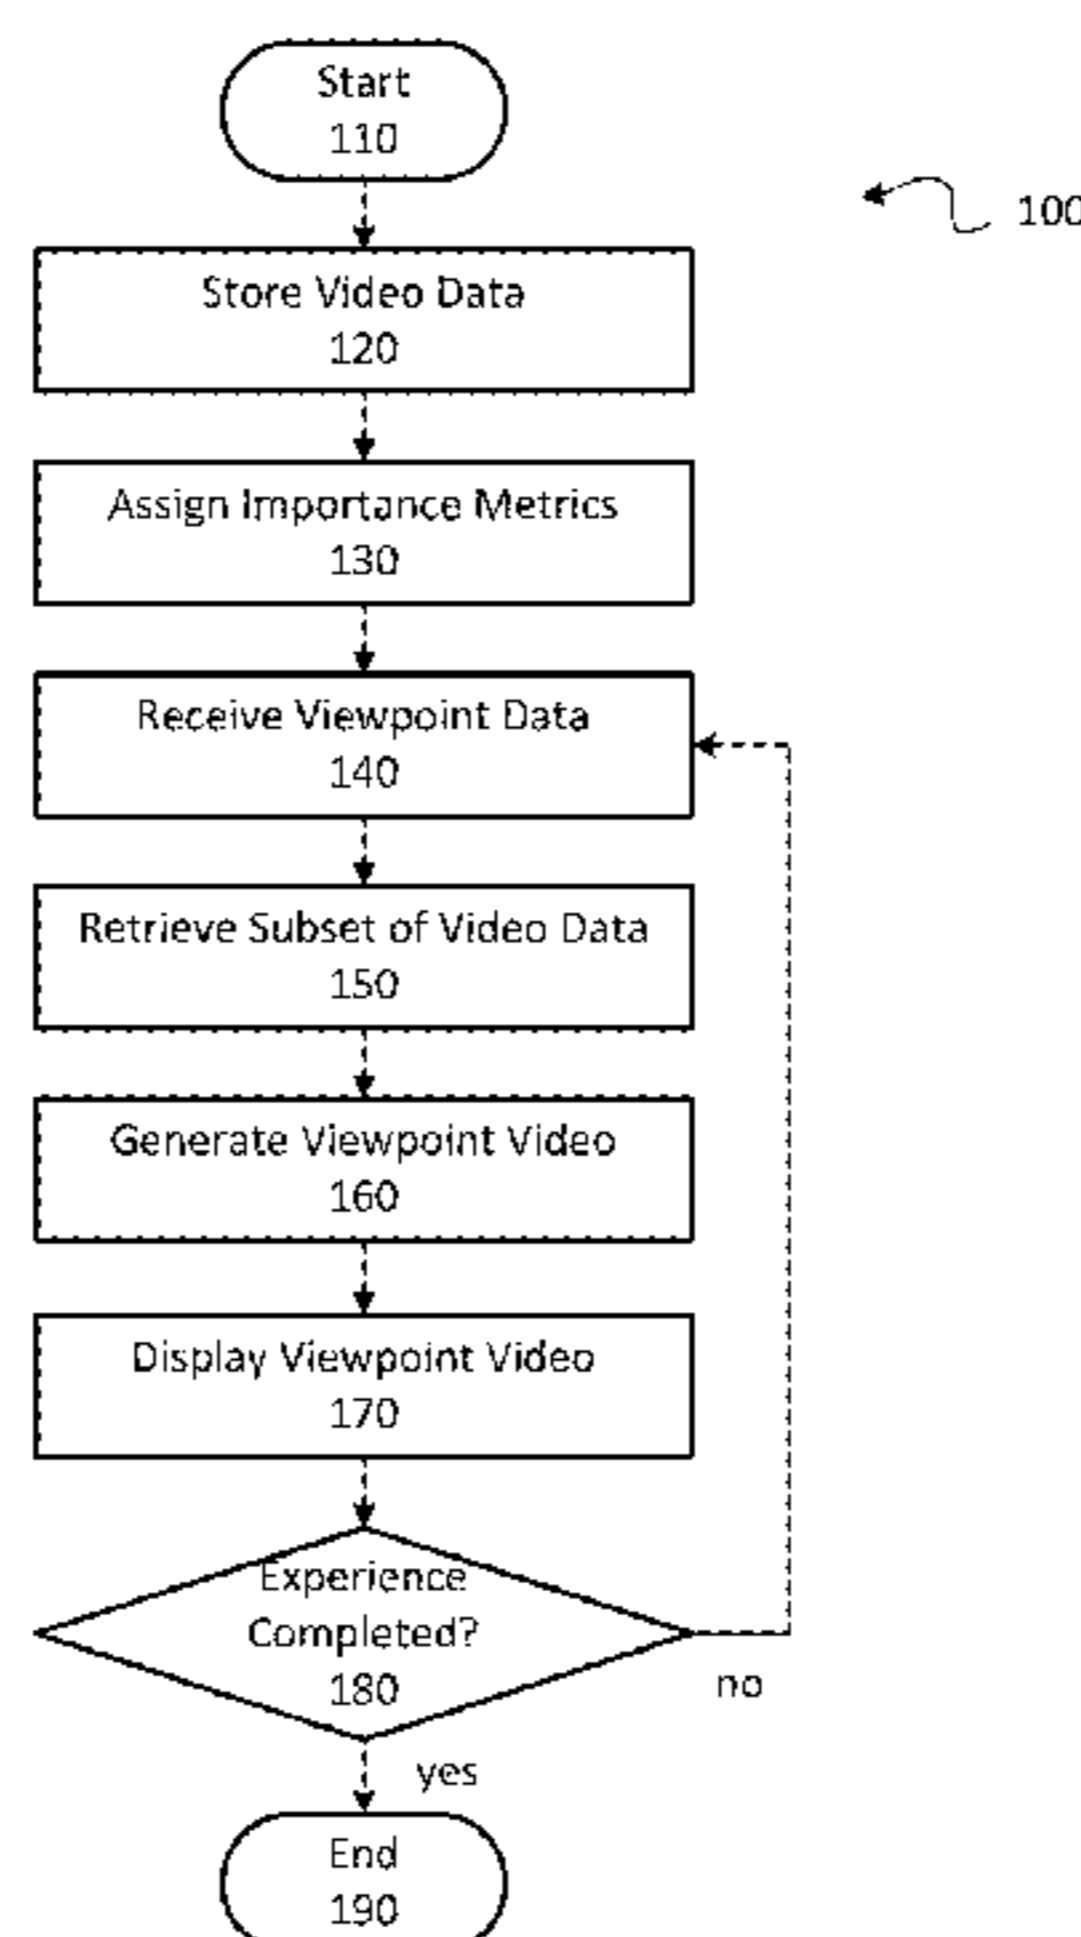 Start
110
100
Store Video Data
120
Assign Importance Metrics
130
Receive Viewpoint Data
140
Retrieve Subset of Video Data
150
Generate Viewpoint Video
160
Display Viewpoint Video
170
Experience
Completed?
180
no
yes
End
190